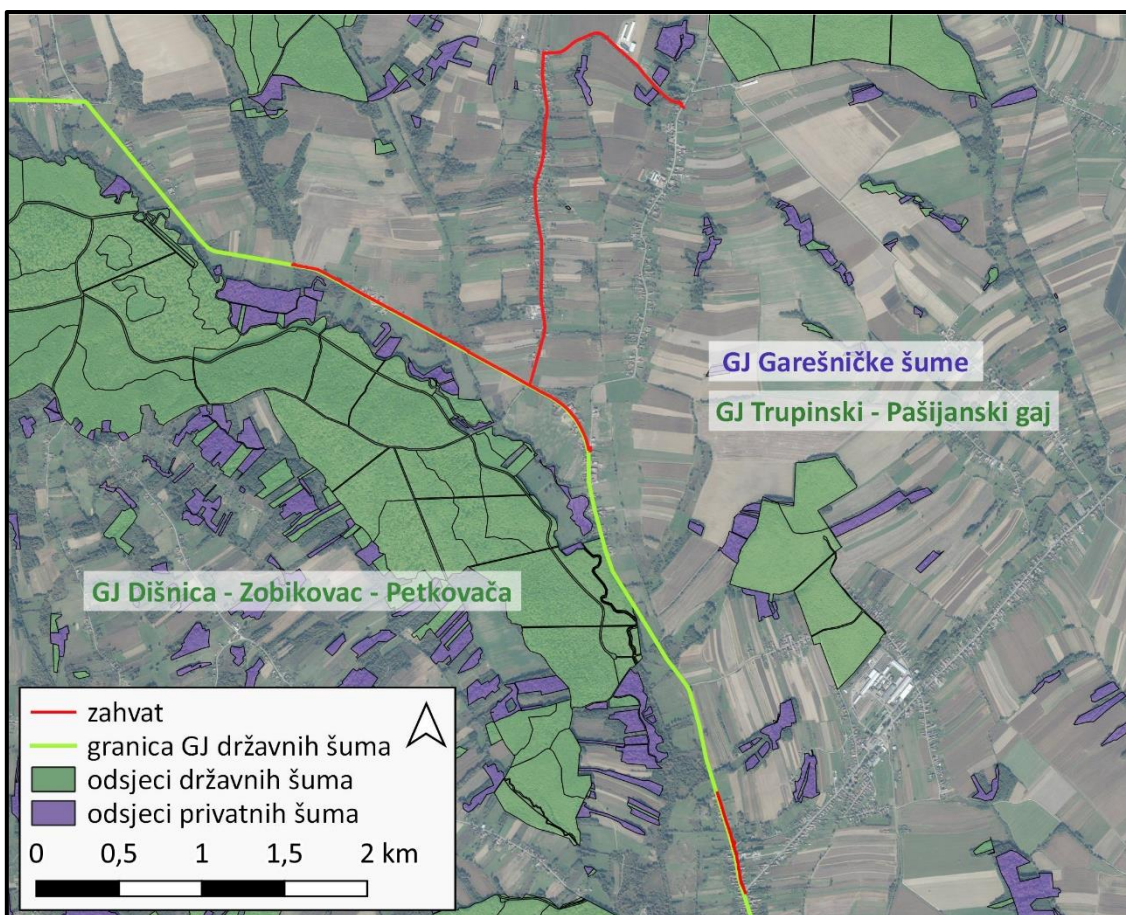 GJ Garešničke šume
GJ Trupinski - Pašijanski gaj
GJ Dišnica - Zobikovac - Petkovača
zahvat
granica GJ državnih šuma
odsjeci državnih šuma
odsjeci privatnih šuma
0 0,5 1 1,5 2 km